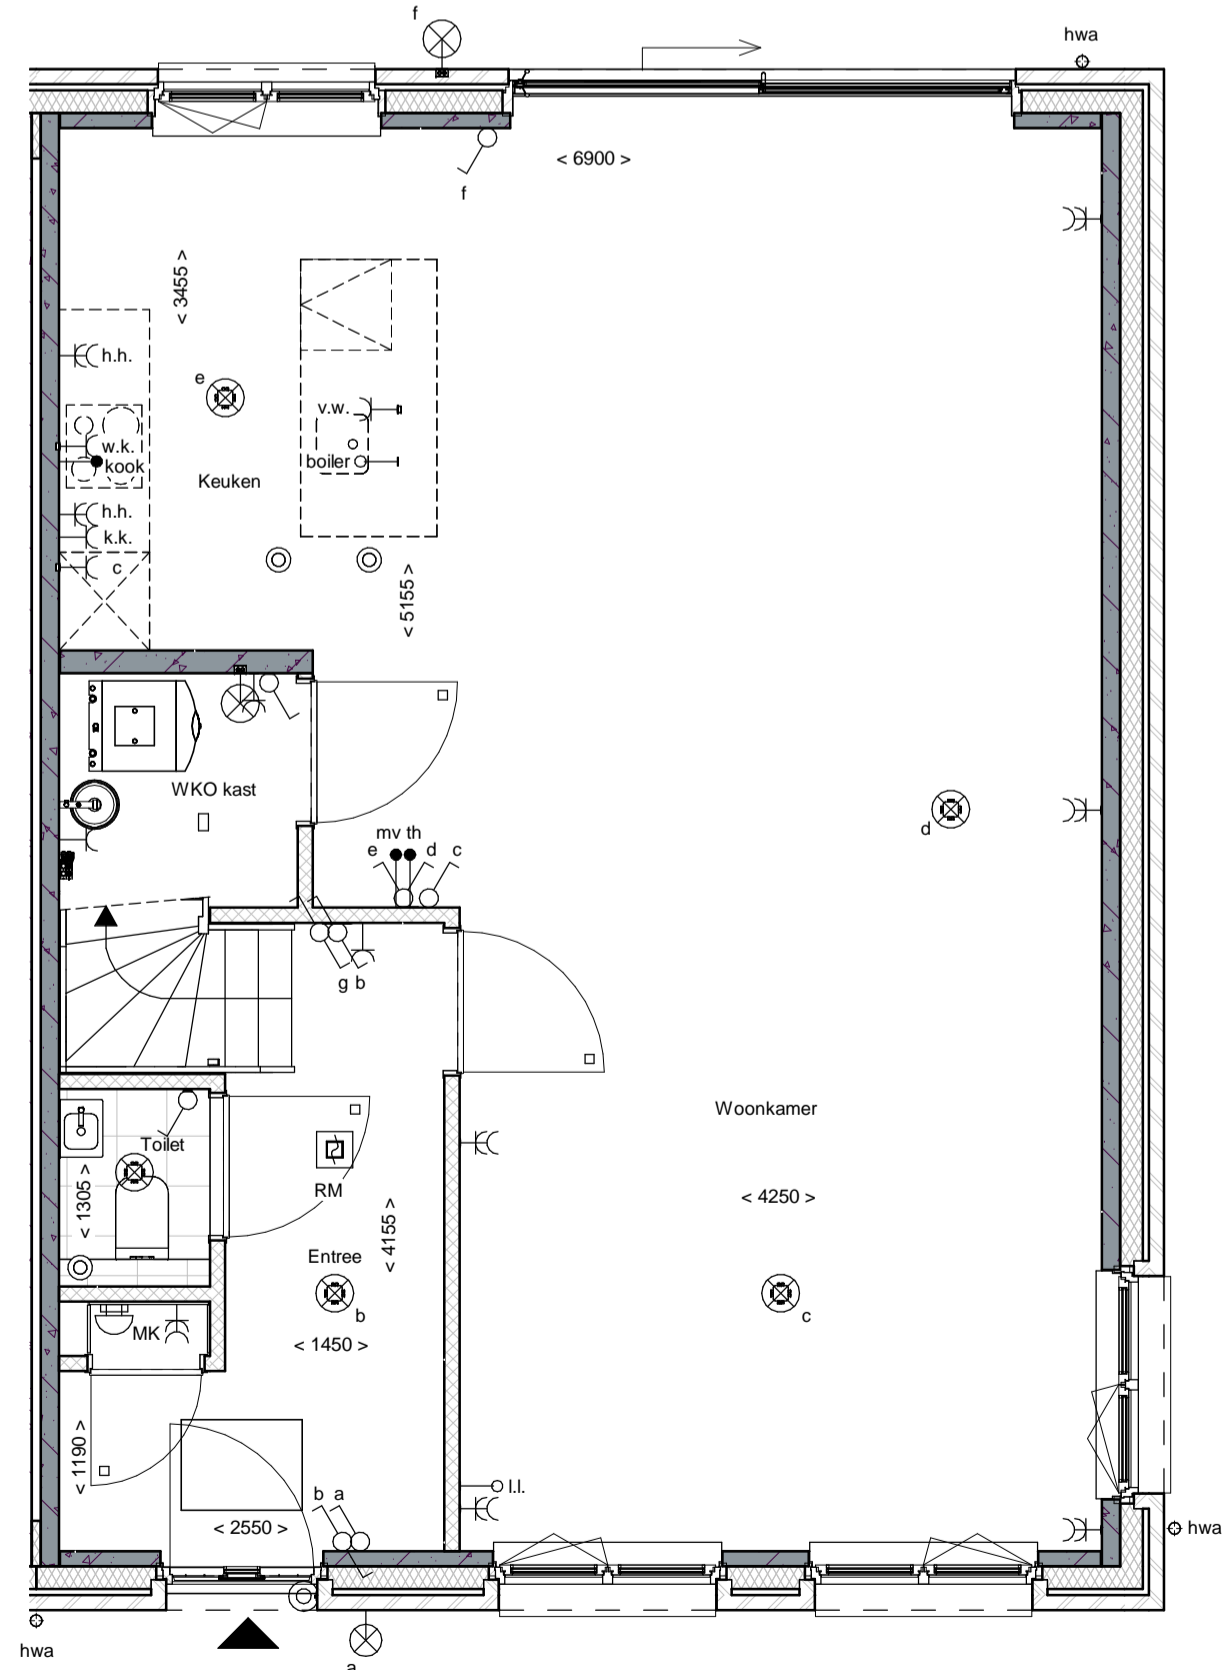 f
hwa
< 6900 >
f
< 3455 >
h.h.
e
v.w.
w.k.
kook
boiler
Keuken
h.h.
k.k.
c
< 5155 >
WKO kast
mv th
e d c
d
g b
Woonkamer
Toilet
RM
< 1305 >
< 4155 >
< 4250 >
Entree
b
c
MK
< 1450 >
< 1190 >
l.l.
b a
< 2550 >
hwa
hwa
a